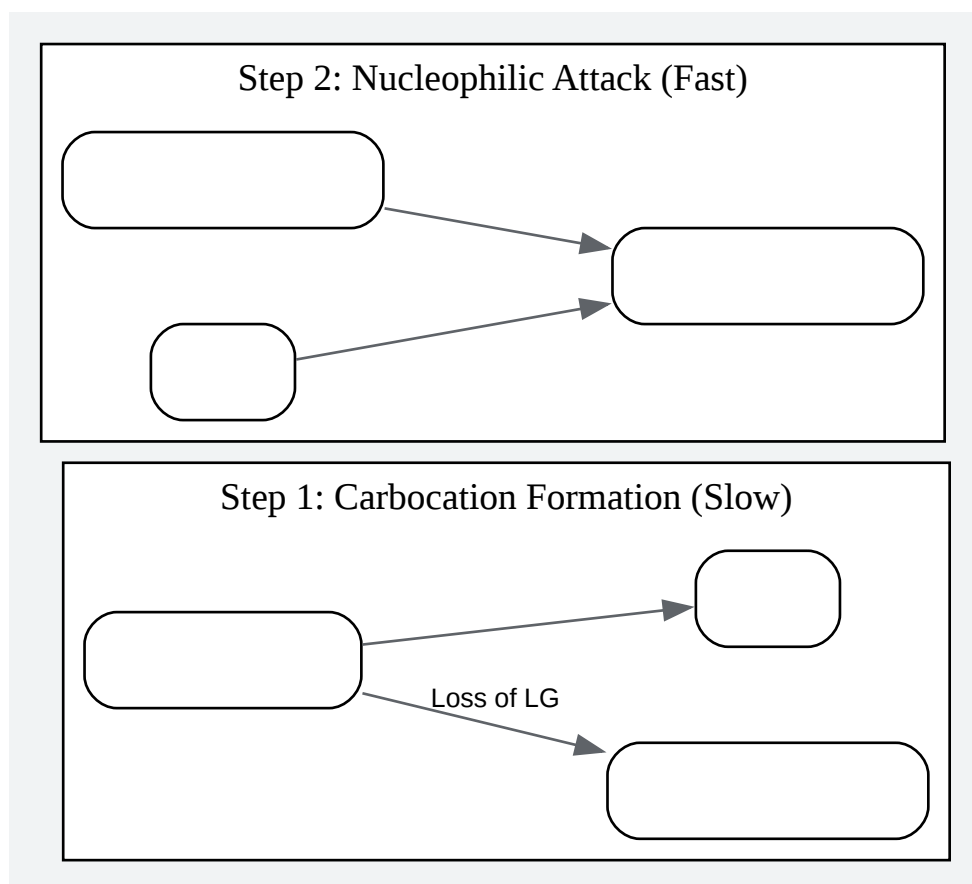 Step 2: Nucleophilic Attack (Fast)
Step 1: Carbocation Formation (Slow)
Loss of LG